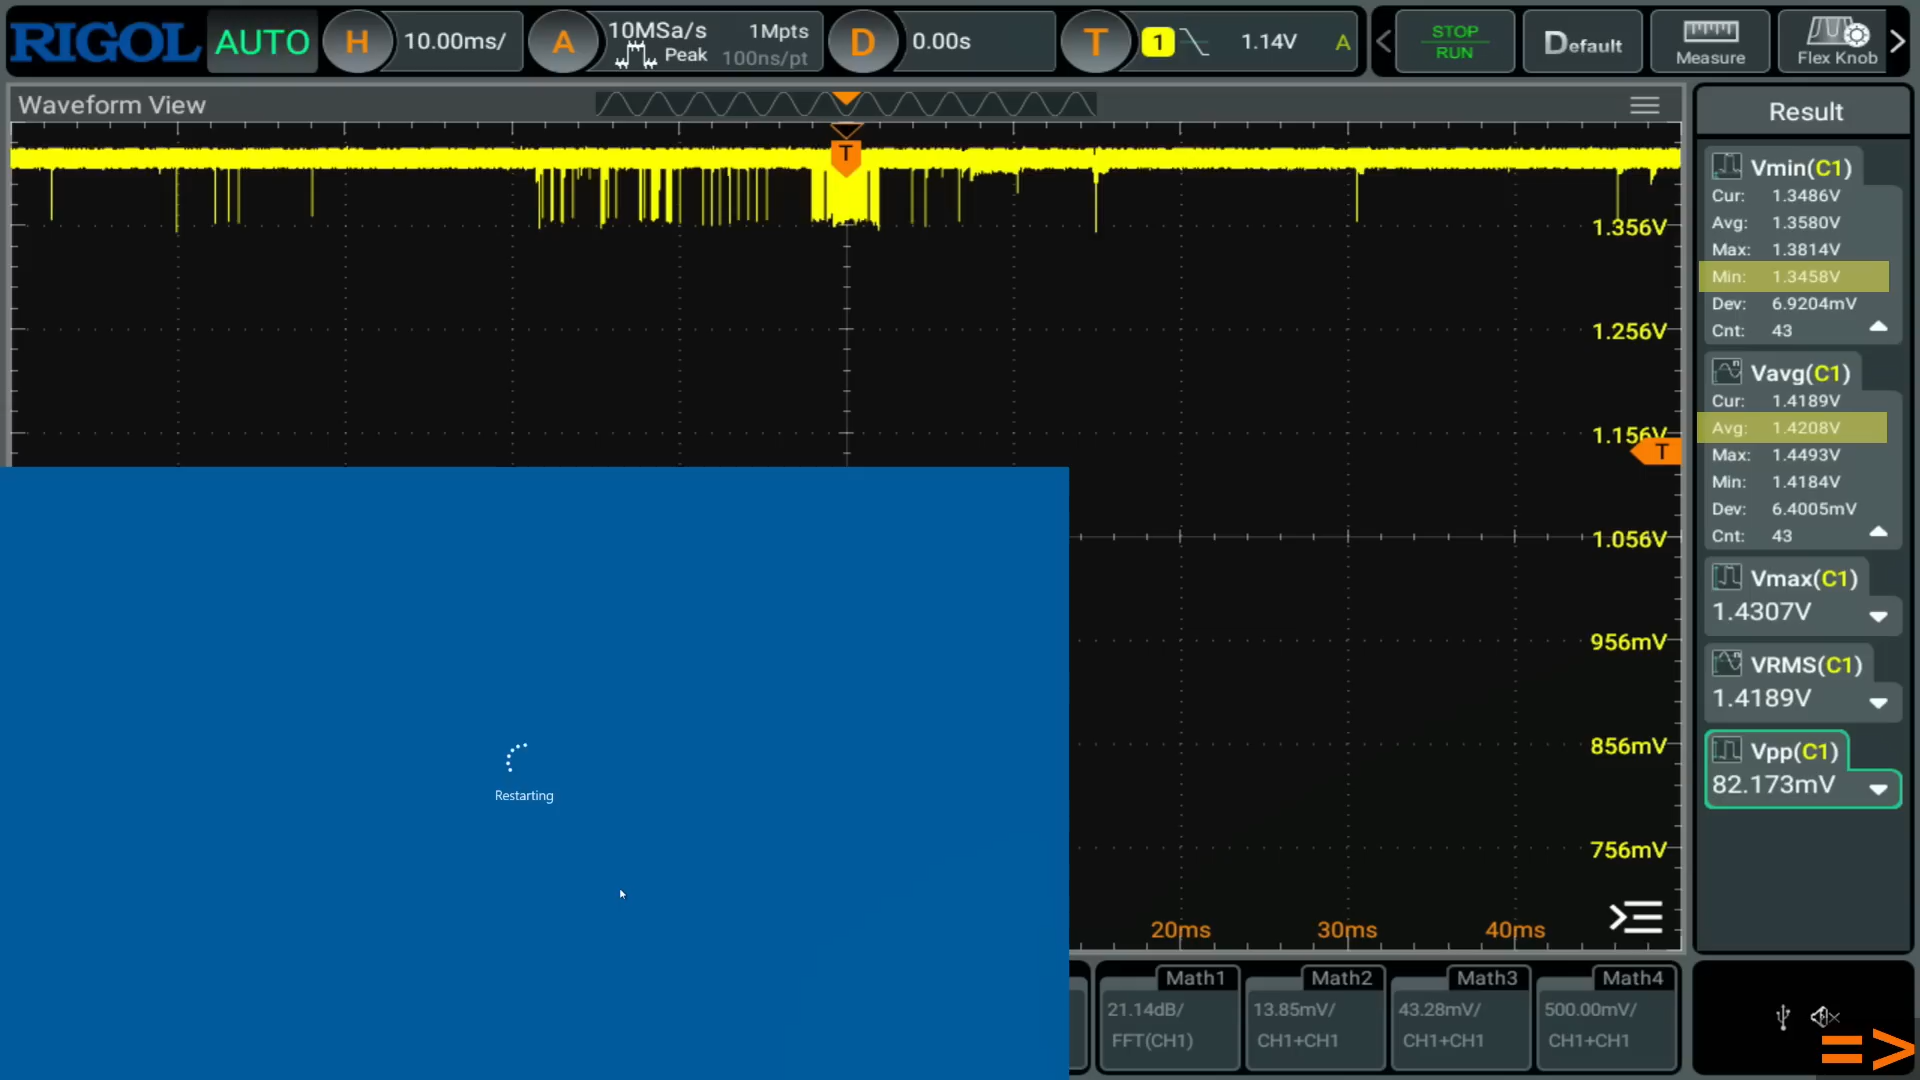 RIGOL AUTO H 10.00ms/ A 10MSa/s 1Mpts Peak 100ns/pt D 0.00s T 1 1.14V A STOP RUN Default Measure Flex Knob
Waveform View
Result
T
1.356V
1.256V
1.156V
T
1.056V
956mV
856mV
756mV
20ms 30ms 40ms
Vmin(C1)
Cur: 1.3486V
Avg: 1.3580V
Max: 1.3814V
Min: 1.3458V
Dev: 6.9204mV
Cnt: 43
Vavg(C1)
Cur: 1.4189V
Avg: 1.4208V
Max: 1.4493V
Min: 1.4184V
Dev: 6.4005mV
Cnt: 43
Vmax(C1)
1.4307V
VRMS(C1)
1.4189V
Vpp(C1)
82.173mV
Restarting
Math1 Math2 Math3 Math4
21.14dB/ 13.85mV/ 43.28mV/ 500.00mV/
FFT(CH1) CH1+CH1 CH1+CH1 CH1+CH1
=>